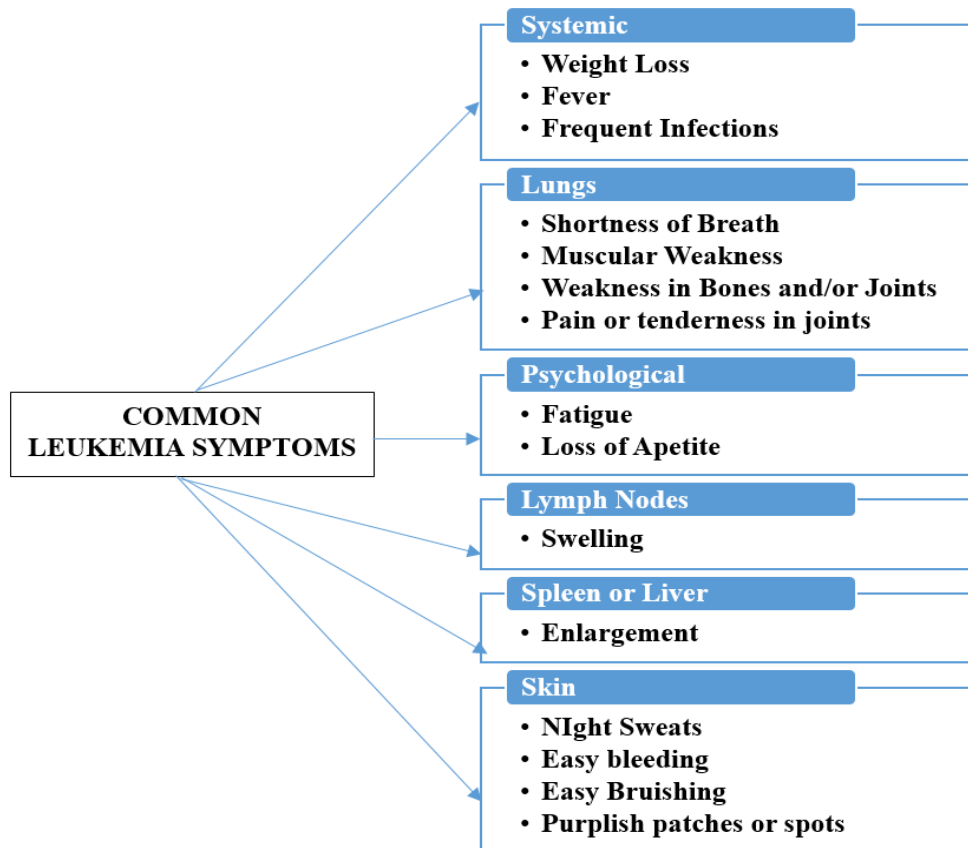 Systemic
• Weight Loss
• Fever
• Frequent Infections
Lungs
• Shortness of Breath
• Muscular Weakness
• Weakness in Bones and/or Joints
• Pain or tenderness in joints
COMMON
LEUKEMIA SYMPTOMS
Psychological
• Fatigue
• Loss of Apetite
Lymph Nodes
• Swelling
Spleen or Liver
• Enlargement
Skin
• NIght Sweats
• Easy bleeding
• Easy Bruishing
• Purplish patches or spots